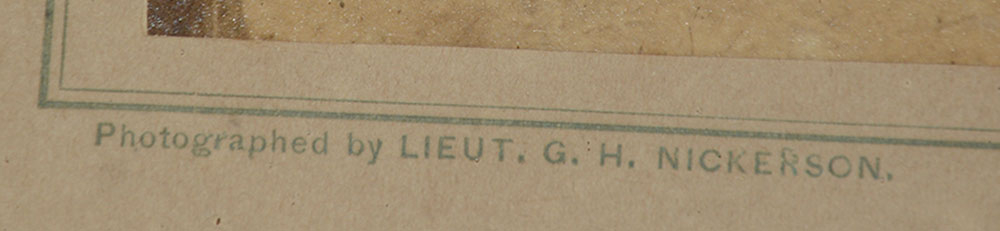 Photographed by LIEUT. G. H. NICKERSON.